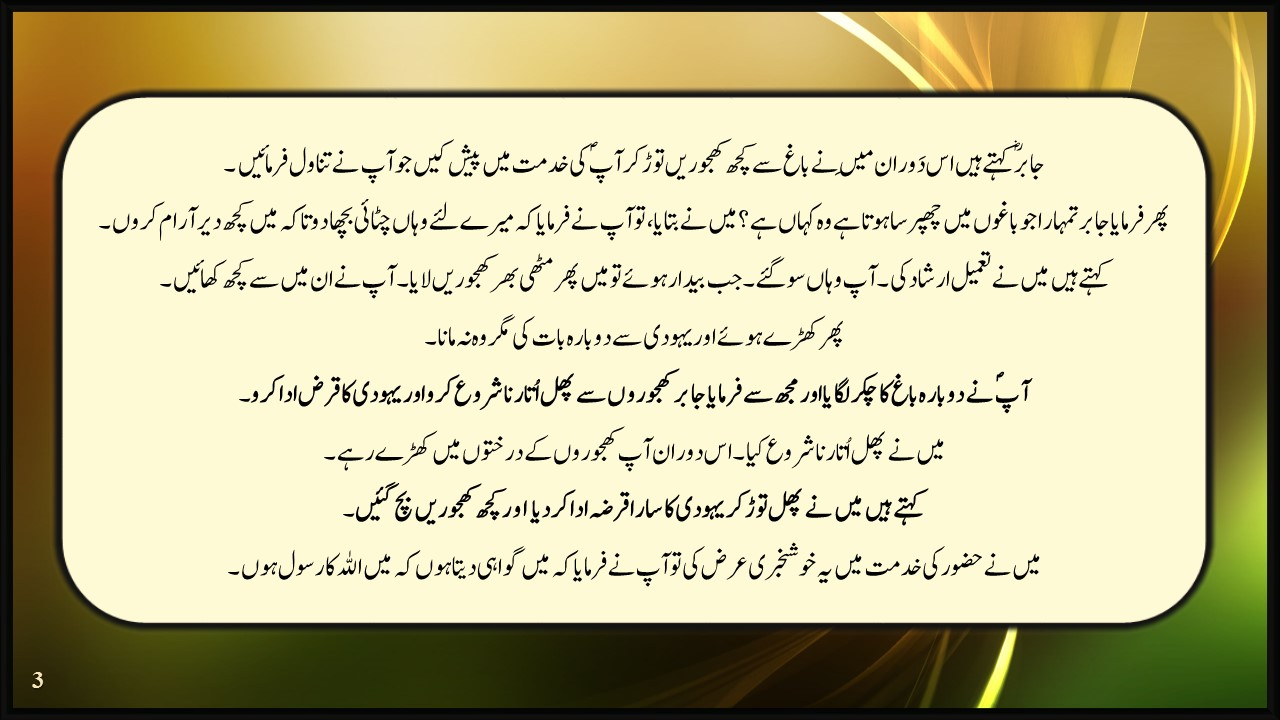 جابرؓ کہتے ہیں اس دَوران میں نے باغ سے کچھ کھجوریں توڑ کر آپؐ کی خدمت میں پیش کیں جو آپ نے تناول فرمائیں۔
پھر فرمایا جابر تمہارا جو باغوں میں چھپر سا ہوتا ہے وہ کہاں ہے؟ میں نے بتایا، تو آپ نے فرمایا کہ میرے لئے وہاں چٹائی بچھا دو تاکہ میں کچھ دیر آرام کروں۔
کہتے ہیں میں نے تعمیل ارشاد کی۔ آپ وہاں سو گئے۔ جب بیدار ہوئے تو میں پھر مٹھی بھر کھجوریں لایا۔ آپ نے ان میں سے کچھ کھائیں۔
پھر کھڑے ہوئے اور یہودی سے دوبارہ بات کی مگر وہ نہ مانا۔
آپؐ نے دوبارہ باغ کا چکر لگایا اور مجھ سے فرمایا جابر کھجوروں سے پھل اُتارنا شروع کرو اور یہودی کا قرض ادا کرو۔
میں نے پھل اُتارنا شروع کیا۔ اس دوران آپ کھجوروں کے درختوں میں کھڑے رہے۔
کہتے ہیں میں نے پھل توڑ کر یہودی کا سارا قرضہ ادا کر دیا اور کچھ کھجوریں بچ گئیں۔
میں نے حضور کی خدمت میں یہ خوشخبری عرض کی تو آپ نے فرمایا کہ میں گواہی دیتا ہوں کہ میں اللہ کا رسول ہوں۔
3